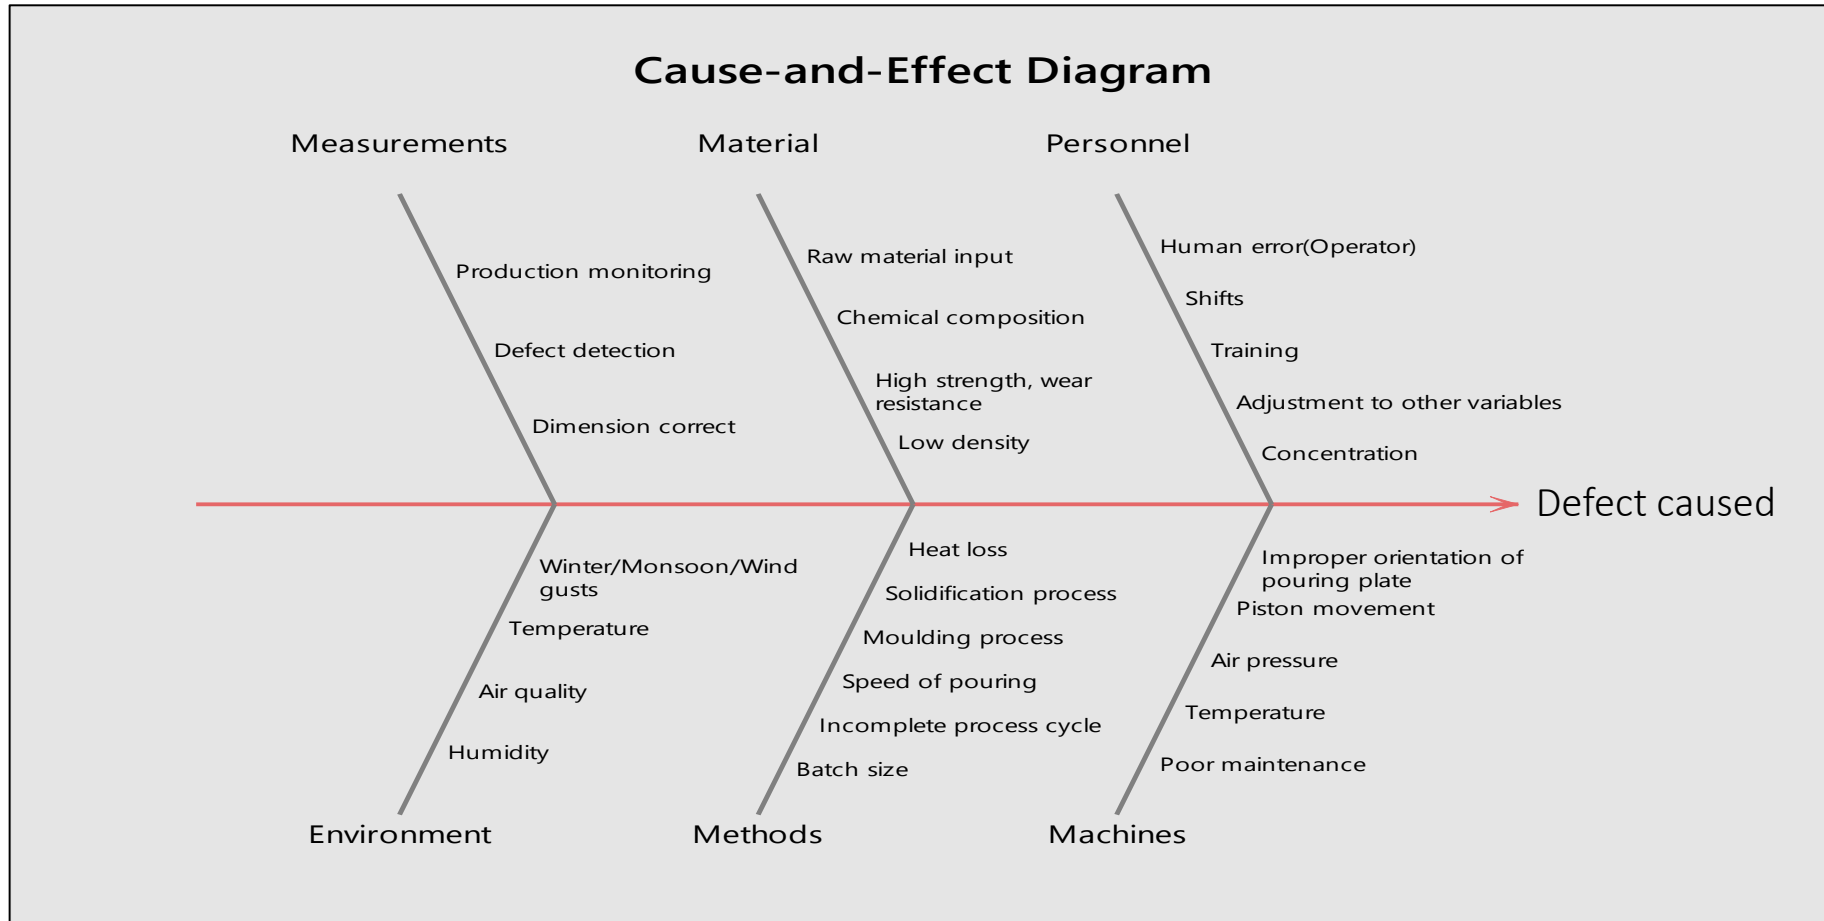 Cause-and-Effect Diagram
Measurements
Material
Personnel
Production monitoring
Defect detection
Dimension correct
Raw material input
Chemical composition
High strength, wear
resistance
Low density
Human error(Operator)
Shifts
Training
Adjustment to other variables
Concentration
Defect caused
Winter/Monsoon/Wind
gusts
Temperature
Air quality
Humidity
Heat loss
Solidification process
Moulding process
Speed of pouring
Incomplete process cycle
Batch size
Improper orientation of
pouring plate
Piston movement
Air pressure
Temperature
Poor maintenance
Environment
Methods
Machines